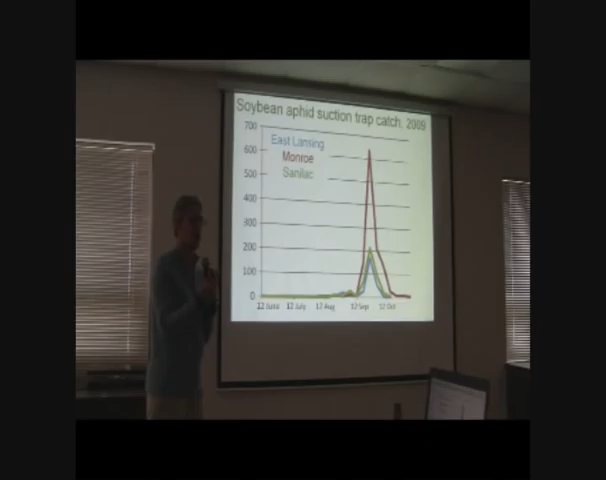 Soybean aphid suction trap catch, 2009
700
600
500
400
300
200
100
0
East Lansing
Monroe
Sanilac
12 June 12 July 12 Aug 12 Sep 12 Oct